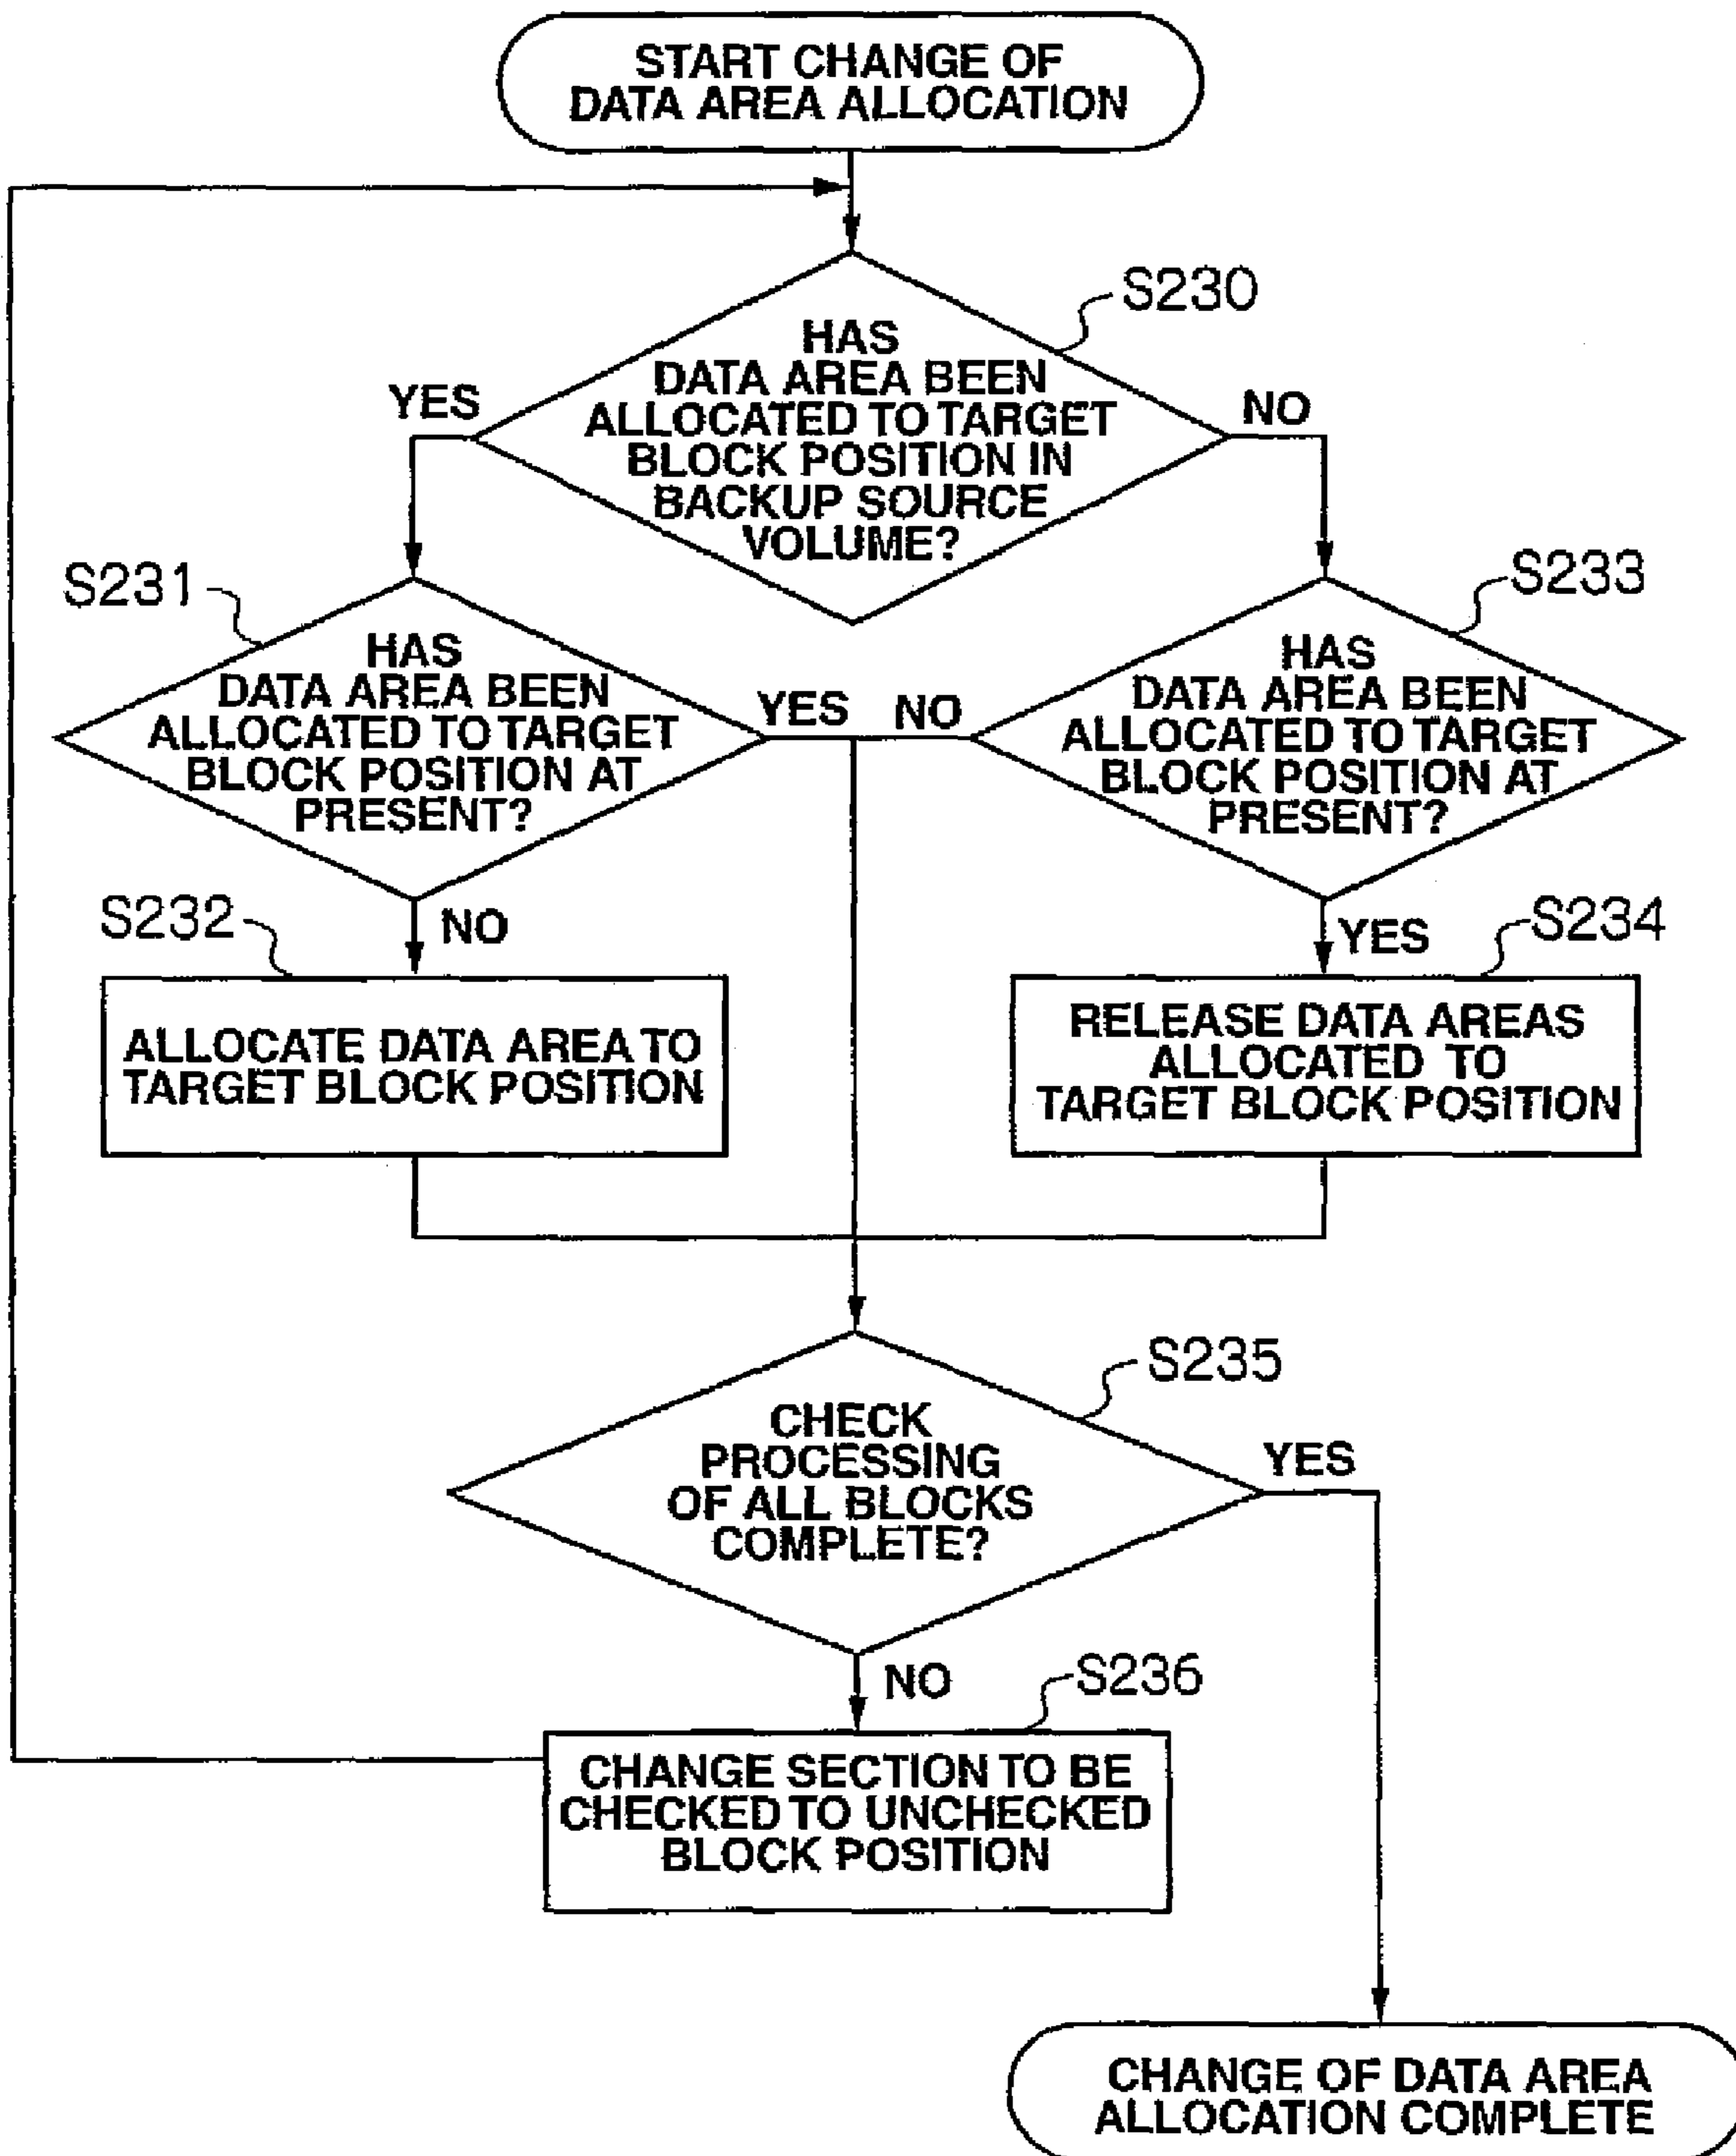 START CHANGE OF
DATA AREA ALLOCATION
S230
HAS
DATA AREA BEEN
ALLOCATED TO TARGET
BLOCK POSITION IN
BACKUP SOURCE
VOLUME?
YES
NO
S231
HAS
DATA AREA BEEN
ALLOCATED TO TARGET
BLOCK POSITION AT
PRESENT?
YES
NO
S233
HAS
DATA AREA BEEN
ALLOCATED TO TARGET
BLOCK POSITION AT
PRESENT?
S232
NO
ALLOCATE DATA AREA TO
TARGET BLOCK POSITION
YES
S234
RELEASE DATA AREAS
ALLOCATED TO
TARGET BLOCK POSITION
S235
CHECK
PROCESSING
OF ALL BLOCKS
COMPLETE?
YES
NO
S236
CHANGE SECTION TO BE
CHECKED TO UNCHECKED
BLOCK POSITION
CHANGE OF DATA AREA
ALLOCATION COMPLETE